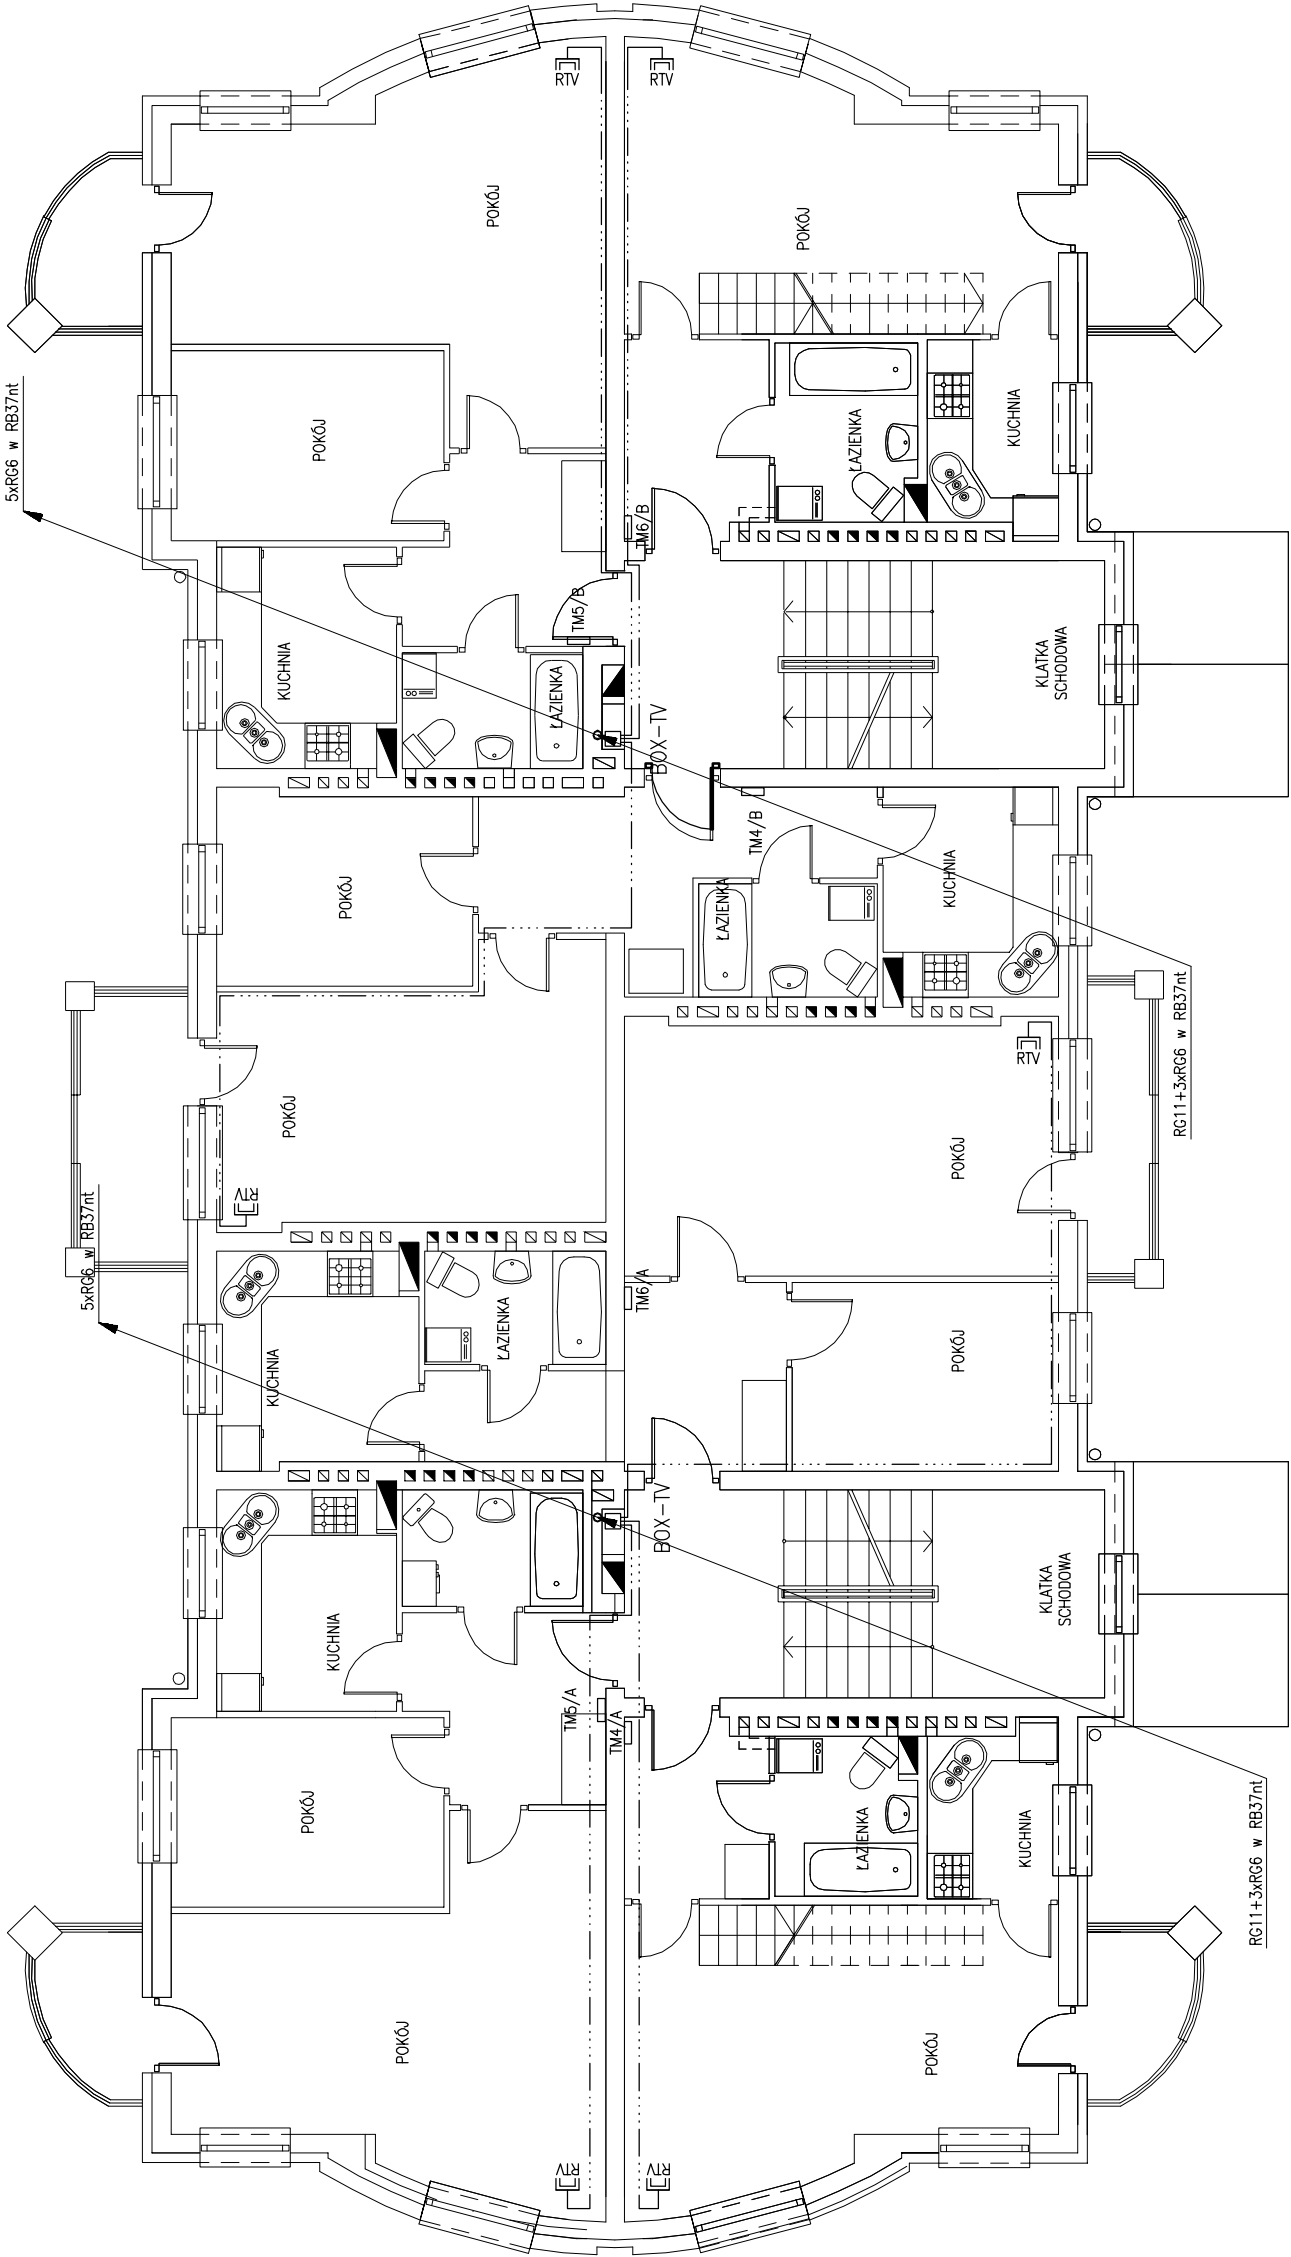 RTV
RTV
POKÓJ
POKÓJ
5xRG6 w RB37nt
POKÓJ
ŁAZIENKA
KUCHNIA
TM6/B
TM5/B
KUCHNIA
ŁAZIENKA
KLATKA
SCHODOWA
BOX-TV
TM4/B
POKÓJ
ŁAZIENKA
KUCHNIA
RG11+3xRG6 w RB37nt
RTV
POKÓJ
POKÓJ
RTV
5xRG6 w RB37nt
TM6/A
ŁAZIENKA
POKÓJ
KUCHNIA
BOX-TV
KLATKA
SCHODOWA
KUCHNIA
TM5/A
TM4/A
POKÓJ
ŁAZIENKA
KUCHNIA
RG11+3xRG6 w RB37nt
POKÓJ
POKÓJ
RTV
RTV